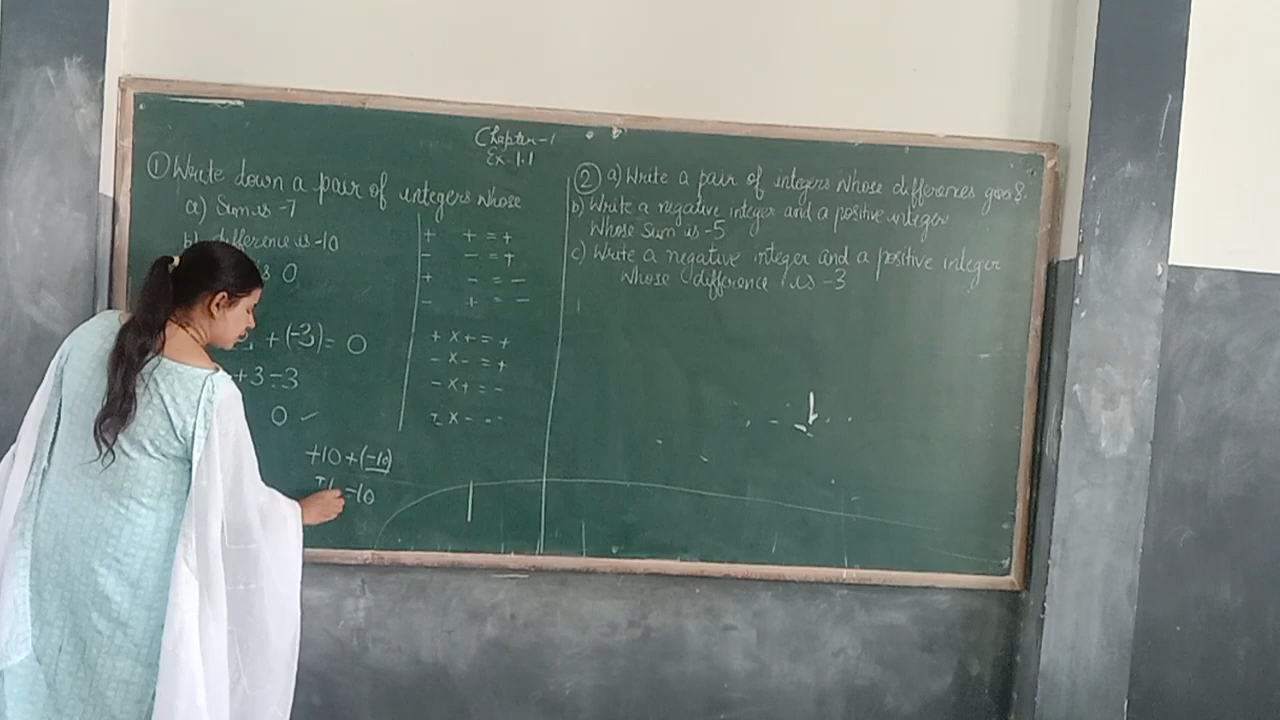 Chapter-1
Ex-1.1
① Write down a pair of integers whose
a) Sum is -7
b) difference is -10
0
+(-3)= 0
+3-3
0 ✓
+10+(-10)
-10
+ + = +
- - = +
+ - = -
- + = -
+ x + = +
- x - = +
- x + = -
② a) Write a pair of integers whose differences gives 8.
b) Write a negative integer and a positive integer
Whose Sum is -5
c) Write a negative integer and a positive integer
Whose difference is -3